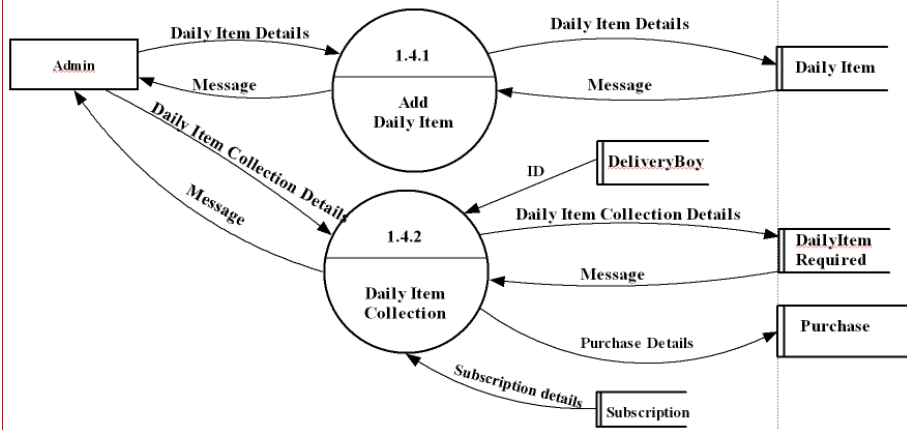 Daily Item Details
Daily Item Details
Admin
1.4.1
Daily Item
Message
Message
Add
Daily Item
Daily Item Collection Details
DeliveryBoy
ID
Message
Daily Item Collection Details
1.4.2
DailyItem
Required
Message
Daily Item
Collection
Purchase
Purchase Details
Subscription details
Subscription